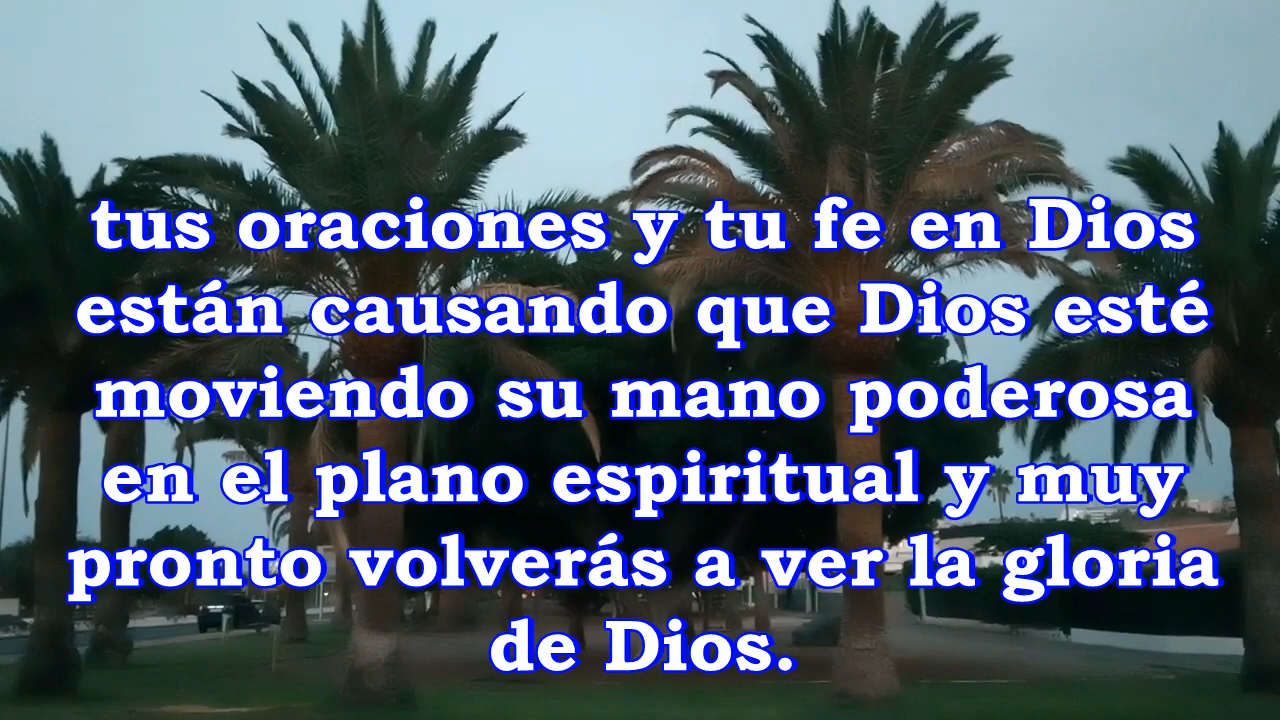 tus oraciones y tu fe en Dios
están causando que Dios esté
moviendo su mano poderosa
en el plano espiritual y muy
pronto volverás a ver la gloria
de Dios.